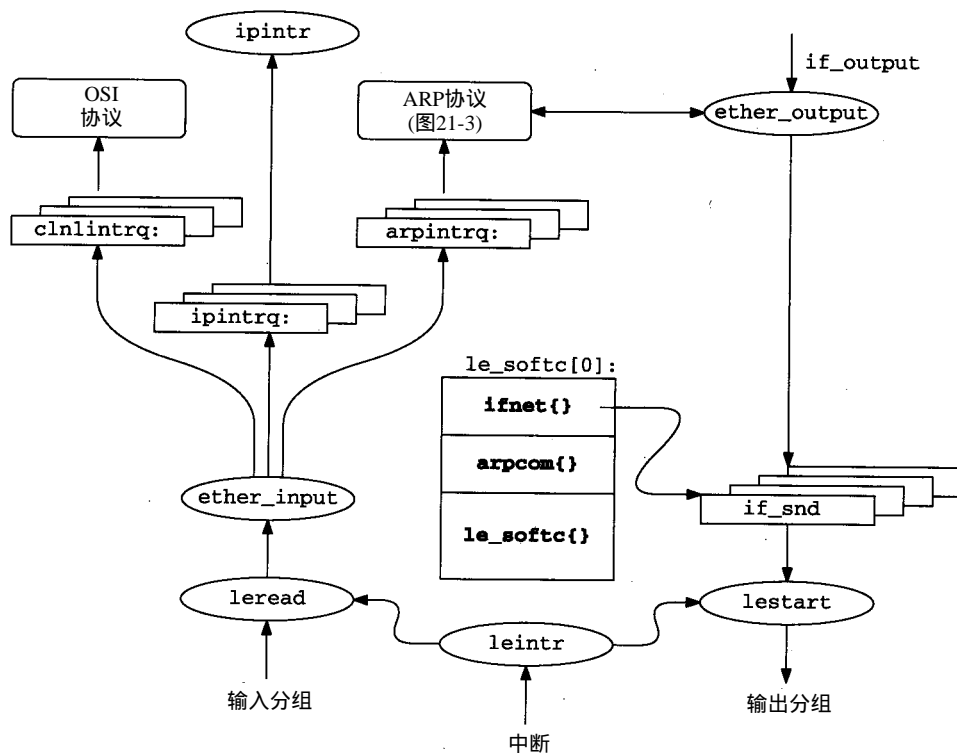 ipintr
if_output
OSI
协议
ARP协议
(图21-3)
ether_output
clnlintrq:
arpintrq:
ipintrq:
le_softc[0]:
ifnet{}
arpcom{}
ether_input
if_snd
le_softc{}
leread
lestart
leintr
输入分组
输出分组
中断